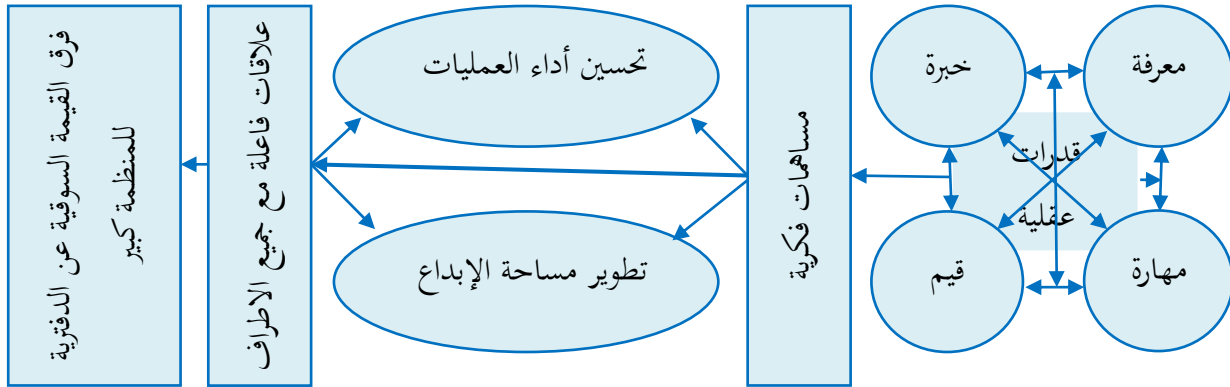 معرفة
خبرة
قدرات
عقلية
مهارة
قيم
مساهمات فكرية
تحسين أداء العمليات
تطوير مساحة الإبداع
علاقات فاعلة مع جميع الاطراف
فرق القيمة السوقية عن الدفترية
للمنظمة كبير